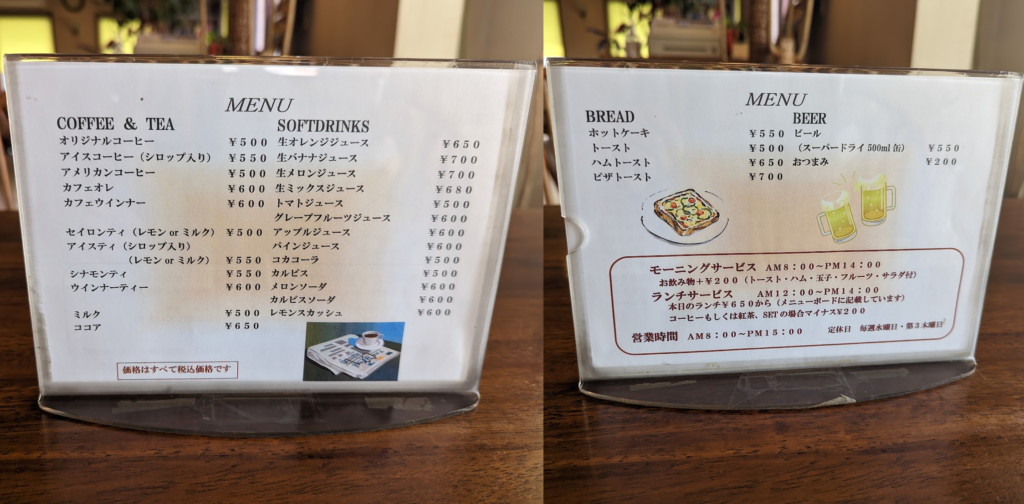 MENU
COFFEE & TEA
オリジナルコーヒー ¥500
アイスコーヒー（シロップ入り） ¥550
アメリカンコーヒー ¥500
カフェオレ ¥600
カフェウインナー ¥600
セイロンティ（レモン or ミルク） ¥500
アイスティ（シロップ入り）
（レモン or ミルク） ¥550
シナモンティ ¥550
ウインナーティー ¥600
ミルク ¥500
ココア ¥650
SOFTDRINKS
生オレンジジュース ¥650
生バナナジュース ¥700
生メロンジュース ¥700
生ミックスジュース ¥680
トマトジュース ¥500
グレープフルーツジュース ¥600
アップルジュース ¥600
パインジュース ¥600
コカコーラ ¥500
カルピス ¥500
メロンソーダ ¥600
カルピスソーダ ¥600
レモンスカッシュ ¥600
価格はすべて税込価格です
MENU
BREAD
ホットケーキ ¥550
トースト ¥500
ハムトースト ¥650
ピザトースト ¥700
BEER
ビール
（スーパードライ 500ml 缶） ¥550
おつまみ ¥200
モーニングサービス AM8：00～PM14：00
お飲み物＋¥200（トースト・ハム・玉子・フルーツ・サラダ付）
ランチサービス AM12：00～PM14：00
本日のランチ¥650から（メニューボードに記載しています）
コーヒーもしくは紅茶、SETの場合マイナス¥200
営業時間 AM8：00～PM15：00 定休日 毎週水曜日・第3木曜日